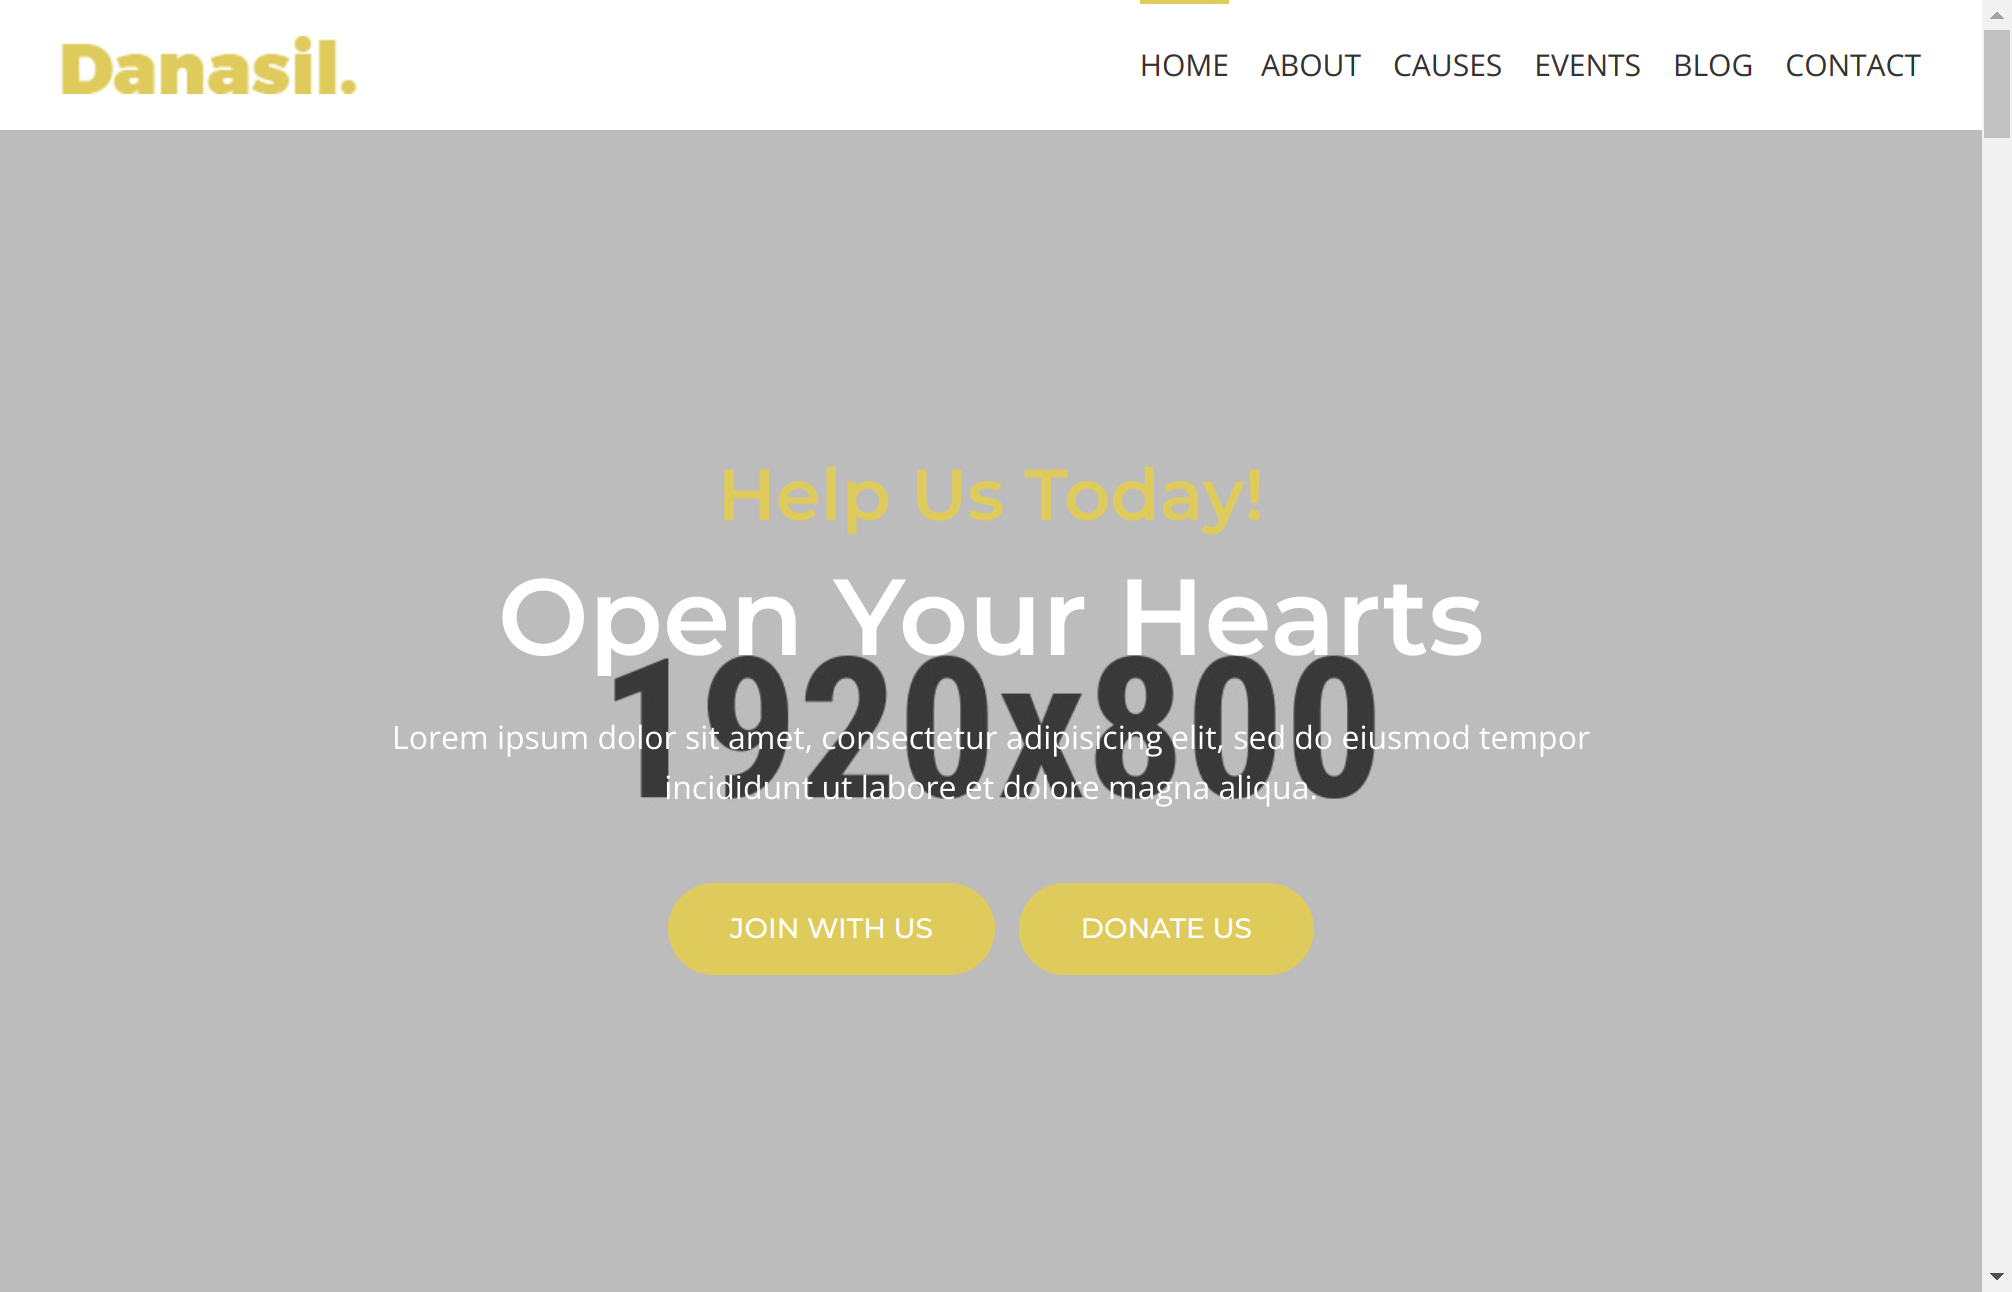 Danasil.
HOME ABOUT CAUSES EVENTS BLOG CONTACT
Help Us Today!
Open Your Hearts
1920x800
Lorem ipsum dolor sit amet, consectetur adipisicing elit, sed do eiusmod tempor
incididunt ut labore et dolore magna aliqua.
JOIN WITH US DONATE US